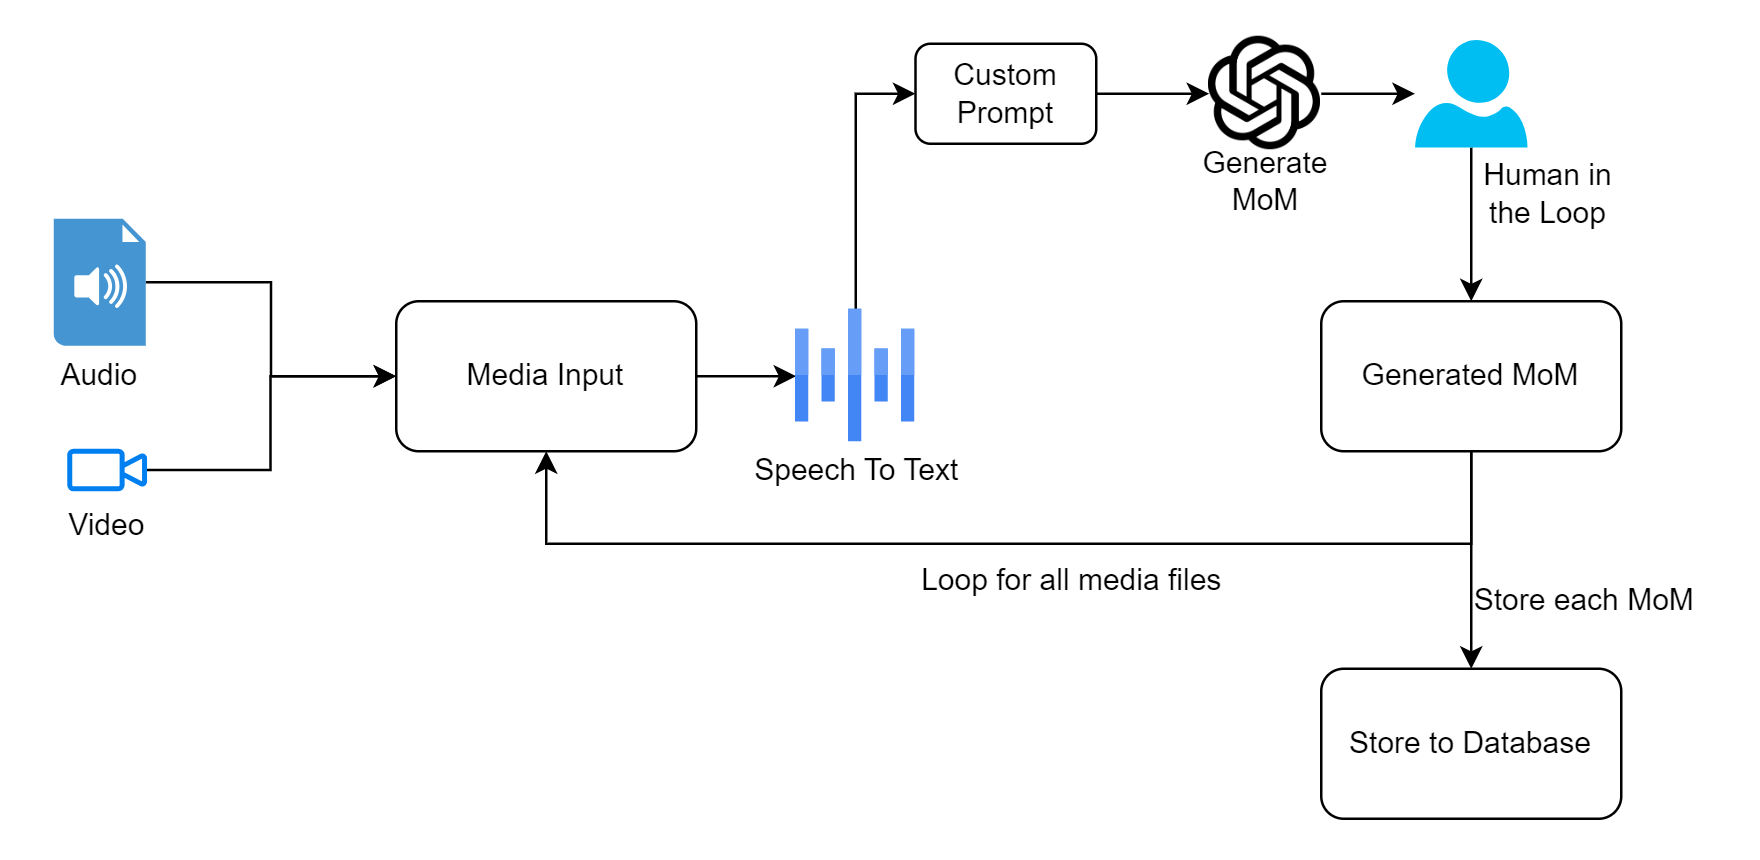 Custom
Prompt
Generate
MoM
Human in
the Loop
Audio
Media Input
Generated MoM
Speech To Text
Video
Loop for all media files
Store each MoM
Store to Database